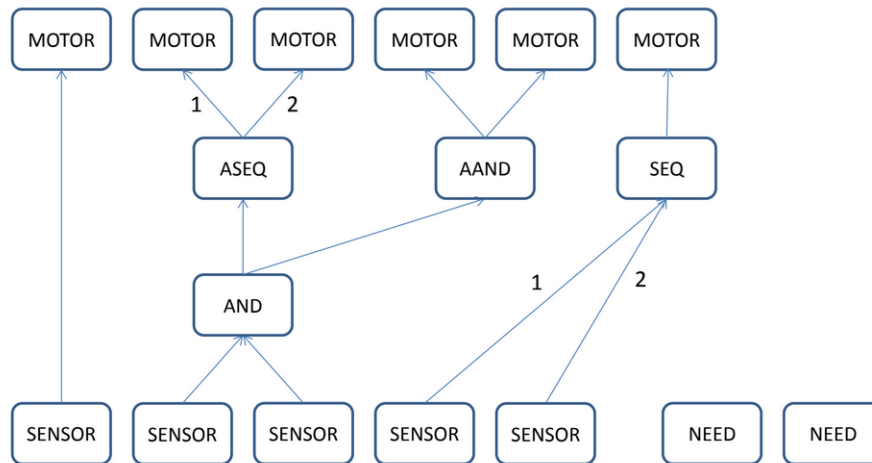 MOTOR MOTOR MOTOR MOTOR MOTOR MOTOR
1 2
ASEQ AAND SEQ
1 2
AND
SENSOR SENSOR SENSOR SENSOR SENSOR NEED NEED